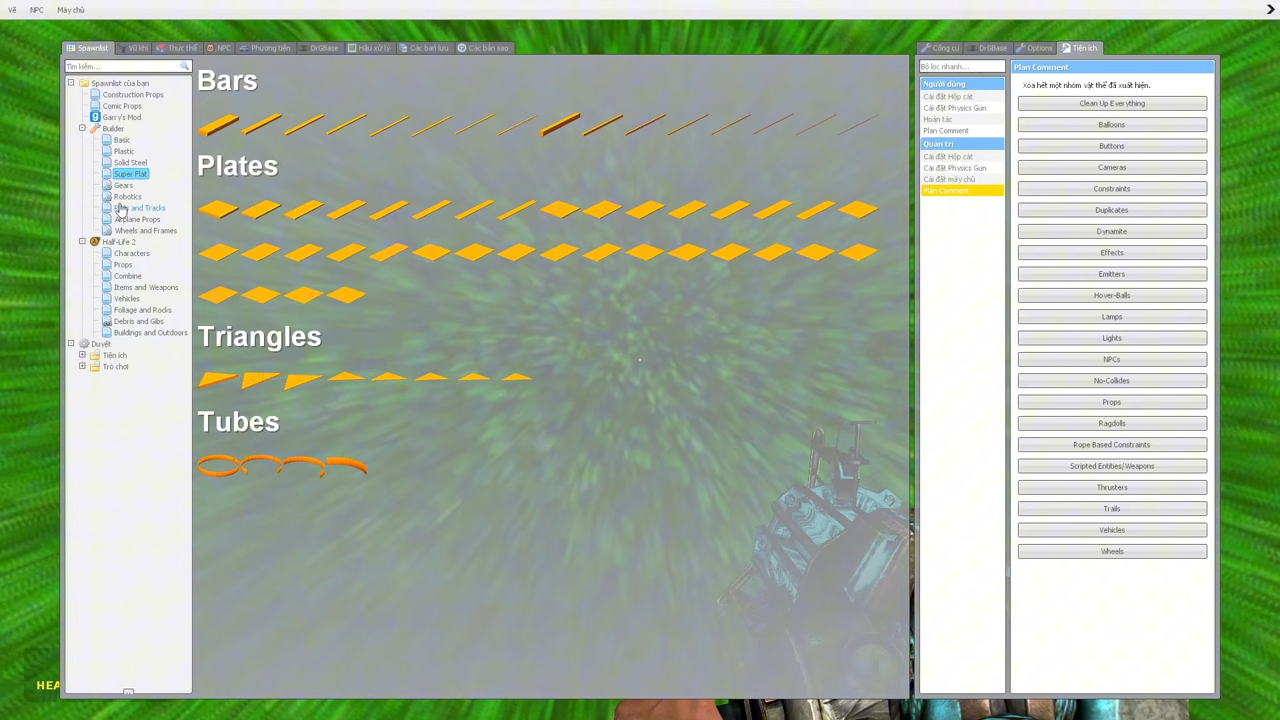 Vẽ NPC Máy chủ
Spawnlist Vũ khí Thực thể NPC Phương tiện DrGBase Hậu xử lý Các bản lưu Các bản sao
Công cụ DrGBase Options Tiện ích
Tìm kiếm...
Spawnlist của bạn
Construction Props
Comic Props
Garry's Mod
Builder
Basic
Plastic
Solid Steel
Super Flat
Gears
Robotics
and Tracks
Airplane Props
Wheels and Frames
Half-Life 2
Characters
Props
Combine
Items and Weapons
Vehicles
Foliage and Rocks
Debris and Gibs
Buildings and Outdoors
Duyệt
Tiện ích
Trò chơi
Bars
Plates
Triangles
Tubes
Bộ lọc nhanh...
Người dùng
Cài đặt Hộp cát
Cài đặt Physics Gun
Hoàn tác
Plan Comment
Quản trị
Cài đặt Hộp cát
Cài đặt Physics Gun
Cài đặt máy chủ
Plan Comment
Plan Comment
Xóa hết một nhóm vật thể đã xuất hiện.
Clean Up Everything
Balloons
Buttons
Cameras
Constraints
Duplicates
Dynamite
Effects
Emitters
Hover-Balls
Lamps
Lights
NPCs
No-Collides
Props
Ragdolls
Rope Based Constraints
Scripted Entities/Weapons
Thrusters
Trails
Vehicles
Wheels
HEA